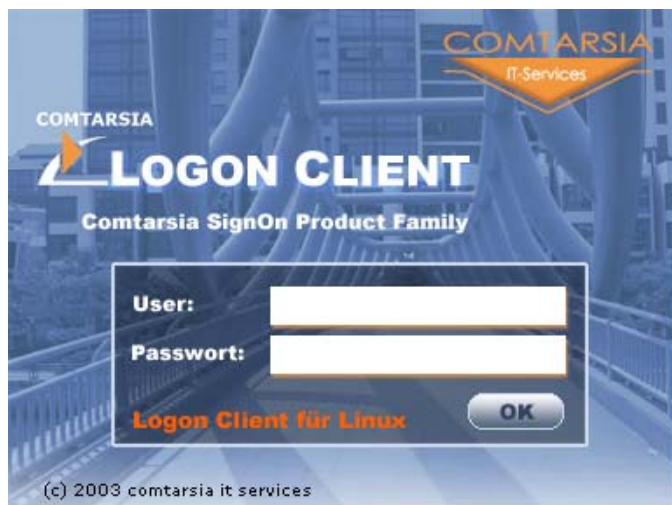 COMTARSIA
IT-Services
COMTARSIA
LOGON CLIENT
Comtarsia SignOn Product Family
User:
Passwort:
Logon Client für Linux
OK
(c) 2003 comtarsia it services